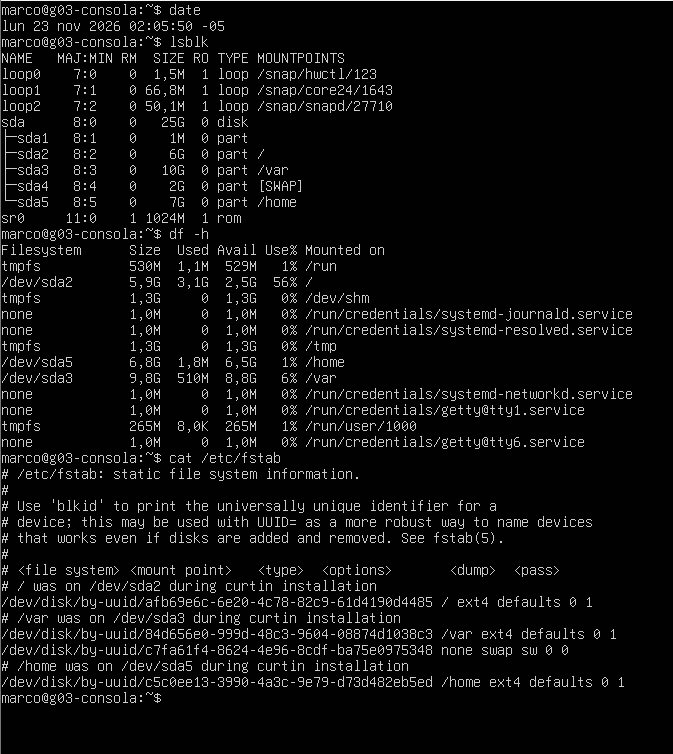 marco@g03-consola:~$ date
lun 23 nov 2026 02:05:50 -05
marco@g03-consola:~$ lsblk
NAME   MAJ:MIN RM  SIZE RO TYPE MOUNTPOINTS
loop0    7:0    0  1,5M  1 loop /snap/hwctl/123
loop1    7:1    0 66,8M  1 loop /snap/core24/1643
loop2    7:2    0 50,1M  1 loop /snap/snapd/27710
sda      8:0    0   25G  0 disk
├─sda1   8:1    0    1M  0 part
├─sda2   8:2    0    6G  0 part /
├─sda3   8:3    0   10G  0 part /var
├─sda4   8:4    0    2G  0 part [SWAP]
└─sda5   8:5    0    7G  0 part /home
sr0     11:0    1 1024M  1 rom
marco@g03-consola:~$ df -h
Filesystem      Size  Used Avail Use% Mounted on
tmpfs           530M  1,1M  529M   1% /run
/dev/sda2       5,9G  3,1G  2,5G  56% /
tmpfs           1,3G     0  1,3G   0% /dev/shm
none            1,0M     0  1,0M   0% /run/credentials/systemd-journald.service
none            1,0M     0  1,0M   0% /run/credentials/systemd-resolved.service
tmpfs           1,3G     0  1,3G   0% /tmp
/dev/sda5       6,8G  1,8M  6,5G   1% /home
/dev/sda3       9,8G  510M  8,8G   6% /var
none            1,0M     0  1,0M   0% /run/credentials/systemd-networkd.service
none            1,0M     0  1,0M   0% /run/credentials/getty@tty1.service
tmpfs           265M  8,0K  265M   1% /run/user/1000
none            1,0M     0  1,0M   0% /run/credentials/getty@tty6.service
marco@g03-consola:~$ cat /etc/fstab
# /etc/fstab: static file system information.
#
# Use 'blkid' to print the universally unique identifier for a
# device; this may be used with UUID= as a more robust way to name devices
# that works even if disks are added and removed. See fstab(5).
#
# <file system> <mount point>   <type>  <options>       <dump>  <pass>
# / was on /dev/sda2 during curtin installation
/dev/disk/by-uuid/afb69e6c-6e20-4c78-82c9-61d4190d4485 / ext4 defaults 0 1
# /var was on /dev/sda3 during curtin installation
/dev/disk/by-uuid/84d656e0-999d-48c3-9604-08874d1038c3 /var ext4 defaults 0 1
/dev/disk/by-uuid/c7fa61f4-8624-4e96-8cdf-ba75e0975348 none swap sw 0 0
# /home was on /dev/sda5 during curtin installation
/dev/disk/by-uuid/c5c0ee13-3990-4a3c-9e79-d73d482eb5ed /home ext4 defaults 0 1
marco@g03-consola:~$